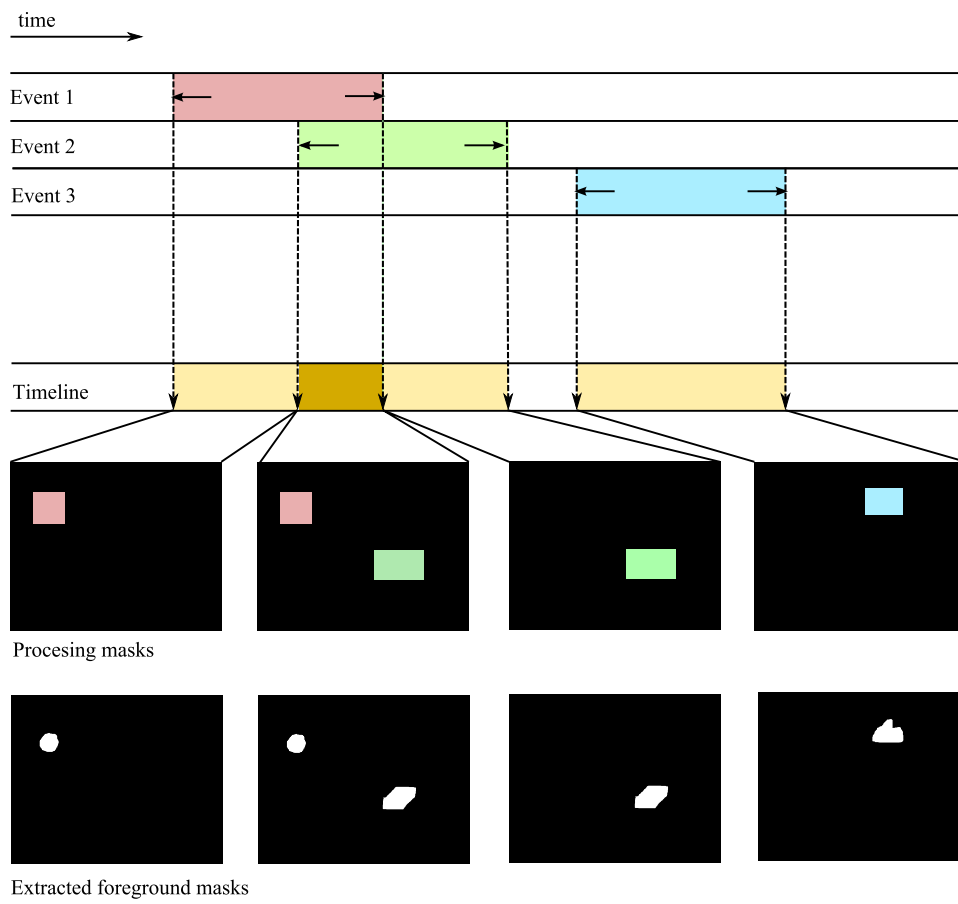 time
Event 1
Event 2
Event 3
Timeline
Procesing masks
Extracted foreground masks